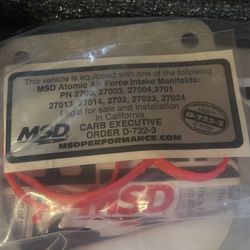 This vehicle is equipped with one of the following
MSD Atomic Air Force Intake Manifolds:
PN 2700, 27003, 27004,2701
27013, 27014, 2702, 27023, 27024
Legal for sale and installation
in California
CARB EXECUTIVE
ORDER D-722-3
MSD
MSDPERFORMANCE.COM
D-722-3
MSD